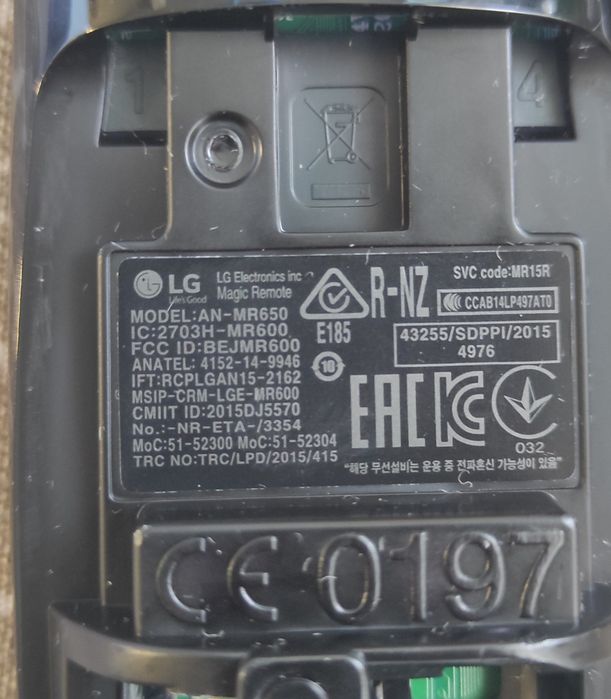 1
4
LG
Life's Good
LG Electronics inc
Magic Remote
R-NZ
SVC code:MR15R
CCAB14LP497AT0
MODEL:AN-MR650
IC:2703H-MR600
FCC ID:BEJMR600
ANATEL: 4152-14-9946
IFT:RCPLGAN15-2162
MSIP-CRM-LGE-MR600
CMIIT ID:2015DJ5570
No.:-NR-ETA-/3354
MoC:51-52300 MoC:51-52304
TRC NO:TRC/LPD/2015/415
E185
10
43255/SDPPI/2015
4976
EAC
KC
032
"해당 무선설비는 운용 중 전파혼신 가능성이 있음"
CE0197